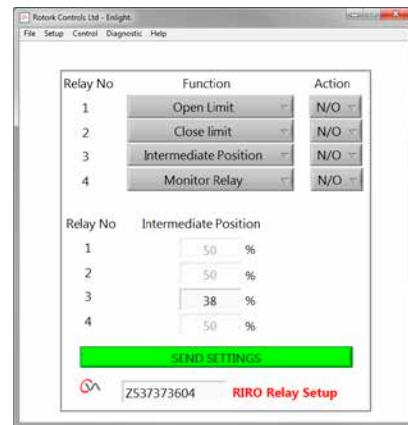 Rotork Controls Ltd - Enlight.
File Setup Control Diagnostic Help
Relay No Function Action
1 Open Limit N/O
2 Close limit N/O
3 Intermediate Position N/O
4 Monitor Relay N/O
Relay No Intermediate Position
1 50 %
2 50 %
3 38 %
4 50 %
SEND SETTINGS
Z537373604 RIRO Relay Setup